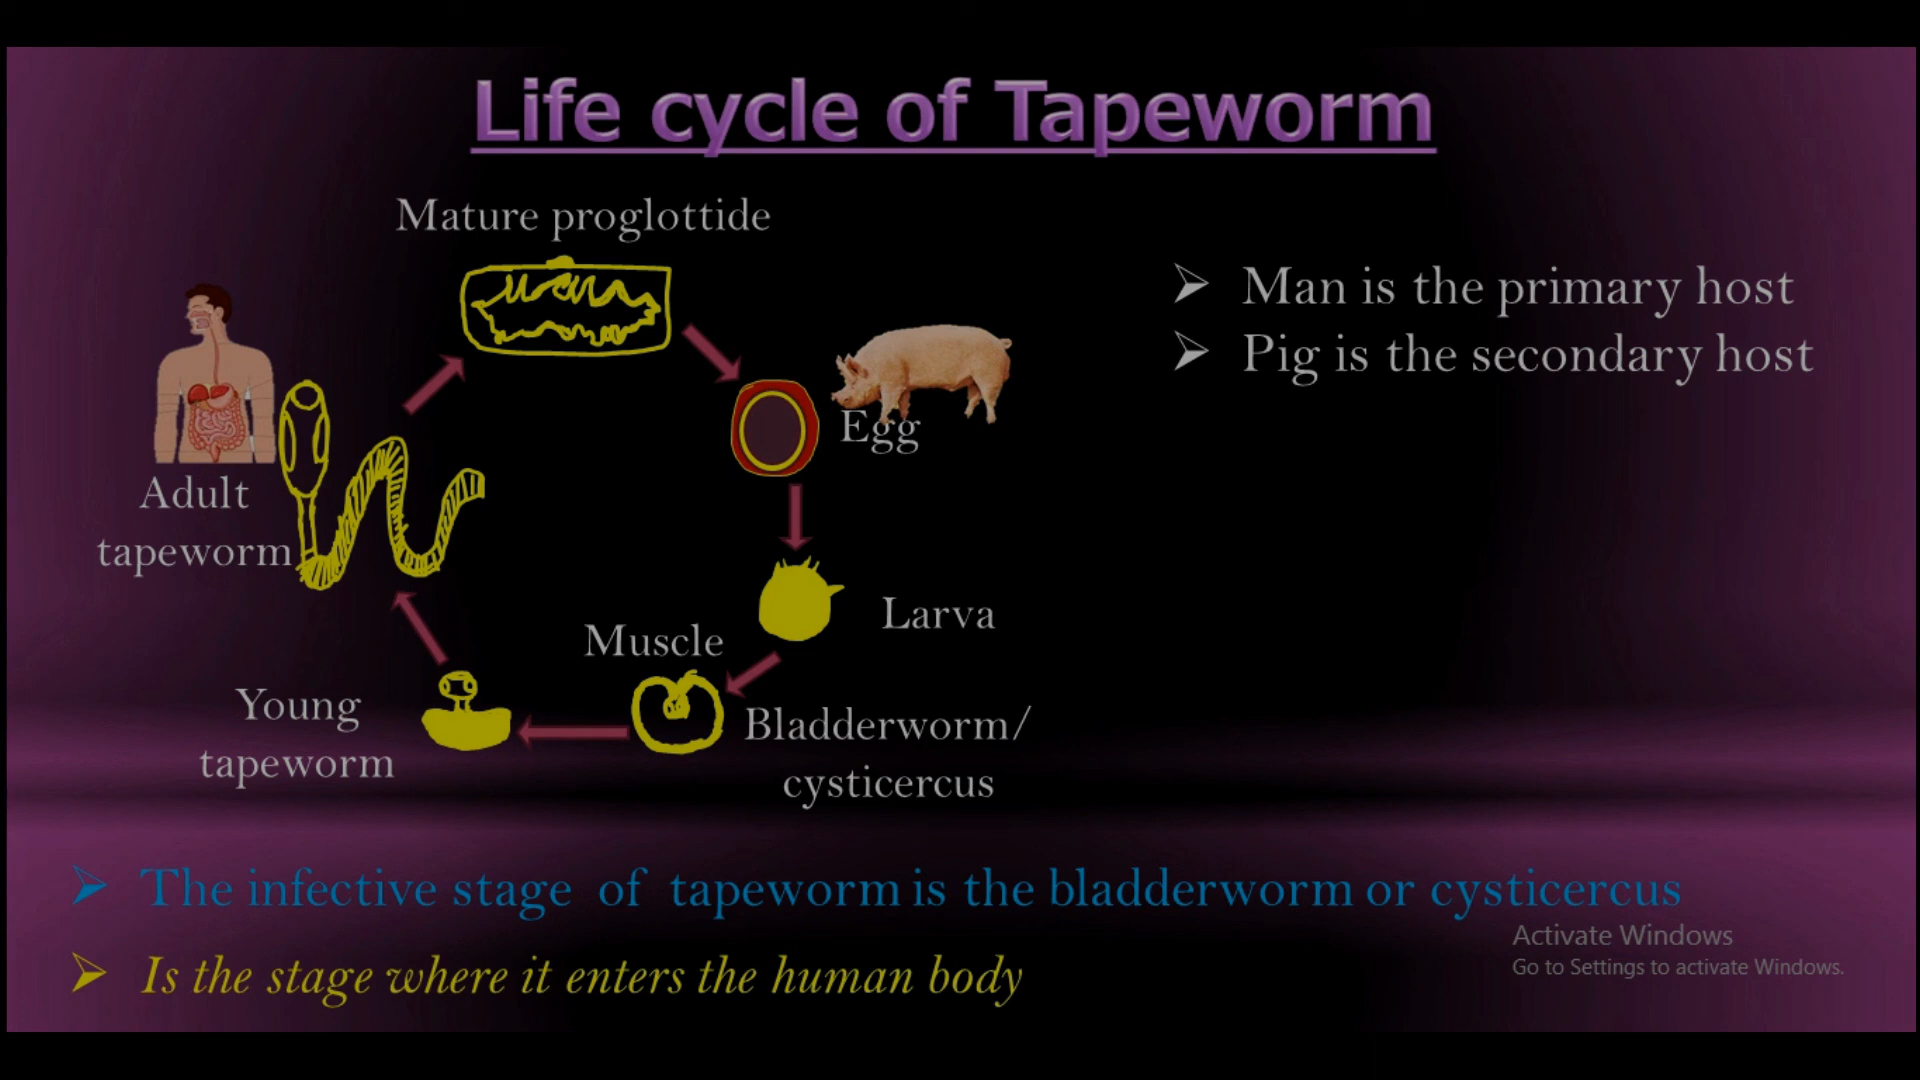 Life cycle of Tapeworm
Mature proglottide
➢ Man is the primary host
➢ Pig is the secondary host
Egg
Adult
tapeworm
Larva
Muscle
Young
tapeworm
Bladderworm/
cysticercus
➢ The infective stage of tapeworm is the bladderworm or cysticercus
➢ Is the stage where it enters the human body
Activate Windows
Go to Settings to activate Windows.